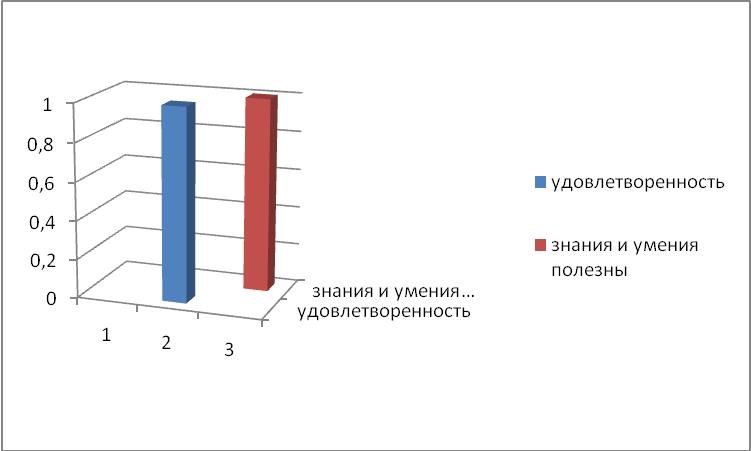 1
0,8
0,6
0,4
0,2
0
1
2
3
знания и умения...
удовлетворенность
удовлетворенность
знания и умения
полезны